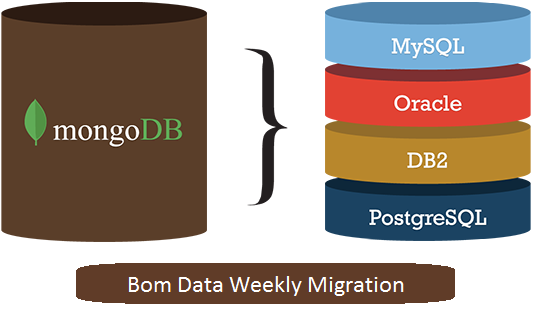 mongoDB
MySQL
Oracle
DB2
PostgreSQL
Bom Data Weekly Migration